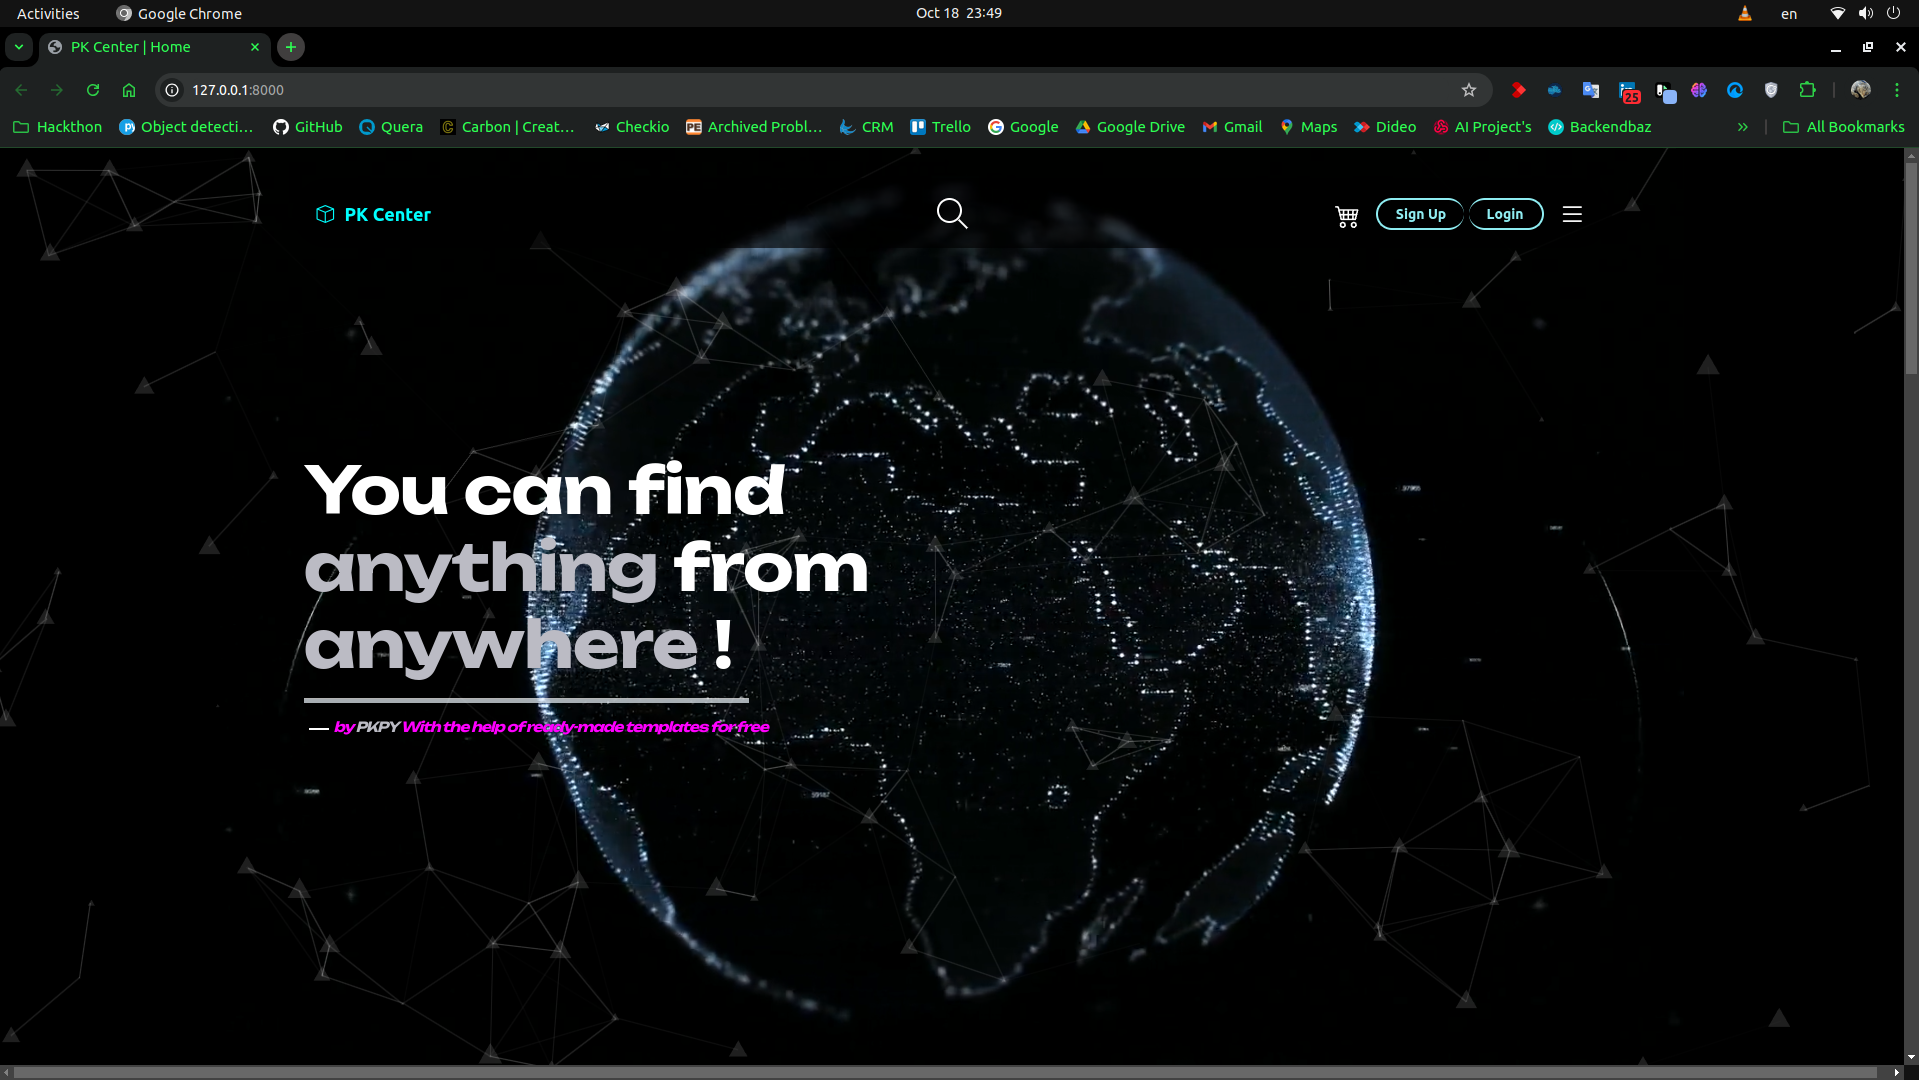 Activities
Google Chrome
Oct 18 23:49
en
PK Center | Home
127.0.0.1:8000
25
Hackthon
Object detecti...
GitHub
Quera
Carbon | Creat...
Checkio
Archived Probl...
CRM
Trello
Google
Google Drive
Gmail
Maps
Dideo
AI Project's
Backendbaz
All Bookmarks
PK Center
Sign Up
Login
You can find
anything from
anywhere !
by PKPY With the help of ready-made templates for free